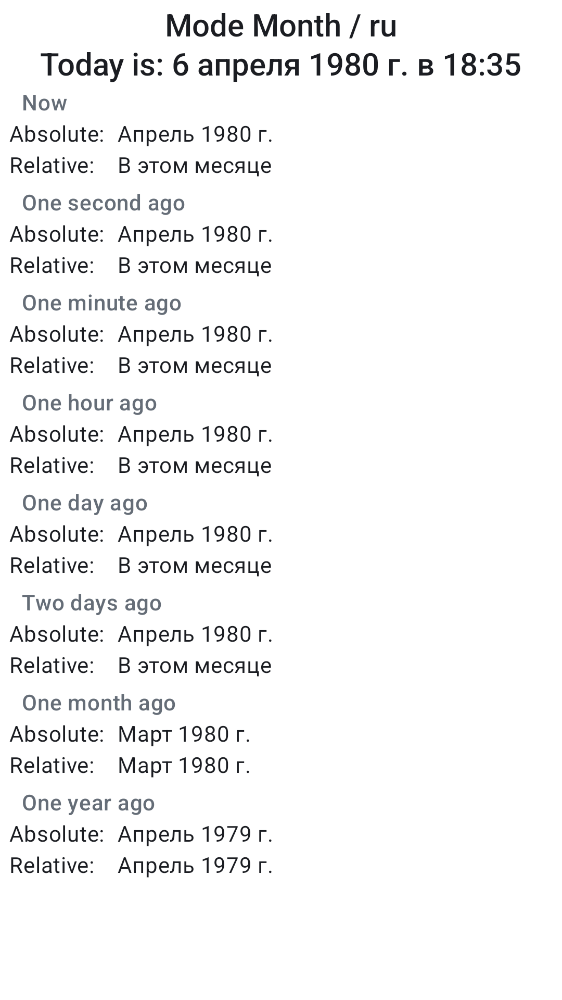 Mode Month / ru
Today is: 6 апреля 1980 г. в 18:35
Now
Absolute: Апрель 1980 г.
Relative: В этом месяце
One second ago
Absolute: Апрель 1980 г.
Relative: В этом месяце
One minute ago
Absolute: Апрель 1980 г.
Relative: В этом месяце
One hour ago
Absolute: Апрель 1980 г.
Relative: В этом месяце
One day ago
Absolute: Апрель 1980 г.
Relative: В этом месяце
Two days ago
Absolute: Апрель 1980 г.
Relative: В этом месяце
One month ago
Absolute: Март 1980 г.
Relative: Март 1980 г.
One year ago
Absolute: Апрель 1979 г.
Relative: Апрель 1979 г.